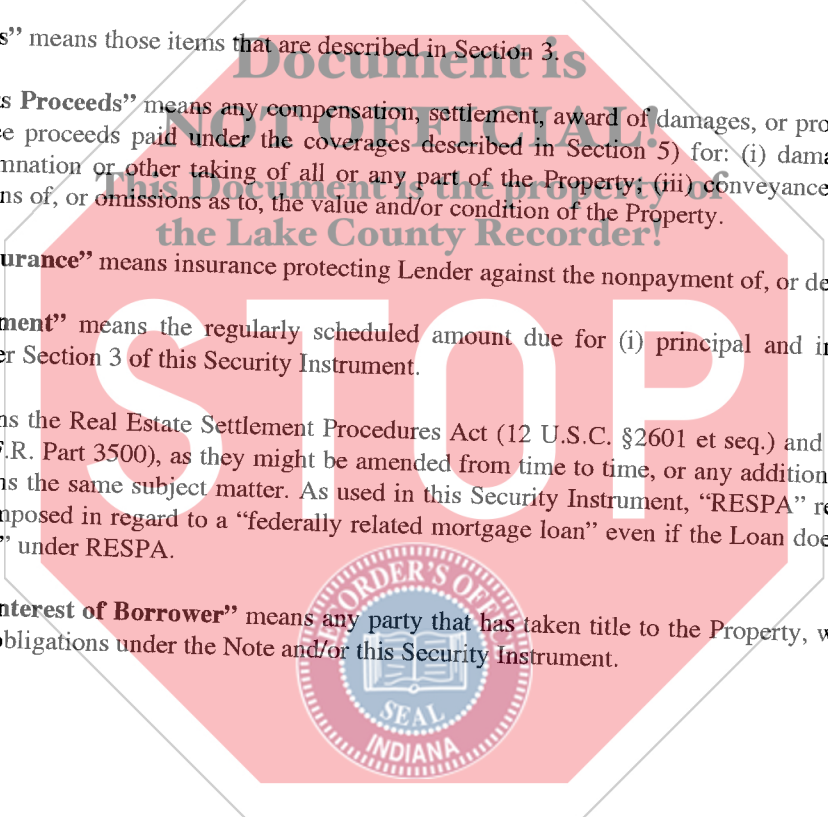 s” means those items that are described in Section 3.
Document is
s Proceeds” means any compensation, settlement, award of damages, or pro
NOT OFFICIAL!
ce proceeds paid under the coverages described in Section 5) for: (i) dama
mnation or other taking of all or any part of the Property; (iii) conveyance
This Document is the property of
ns of, or omissions as to, the value and/or condition of the Property.
the Lake County Recorder!
urance” means insurance protecting Lender against the nonpayment of, or de
ment” means the regularly scheduled amount due for (i) principal and in
er Section 3 of this Security Instrument.
STOP
ns the Real Estate Settlement Procedures Act (12 U.S.C. §2601 et seq.) and
F.R. Part 3500), as they might be amended from time to time, or any addition
ns the same subject matter. As used in this Security Instrument, “RESPA” re
mposed in regard to a “federally related mortgage loan” even if the Loan doe
” under RESPA.
RECORDER'S OFFICE
nterest of Borrower” means any party that has taken title to the Property, w
obligations under the Note and/or this Security Instrument.
SEAL
INDIANA